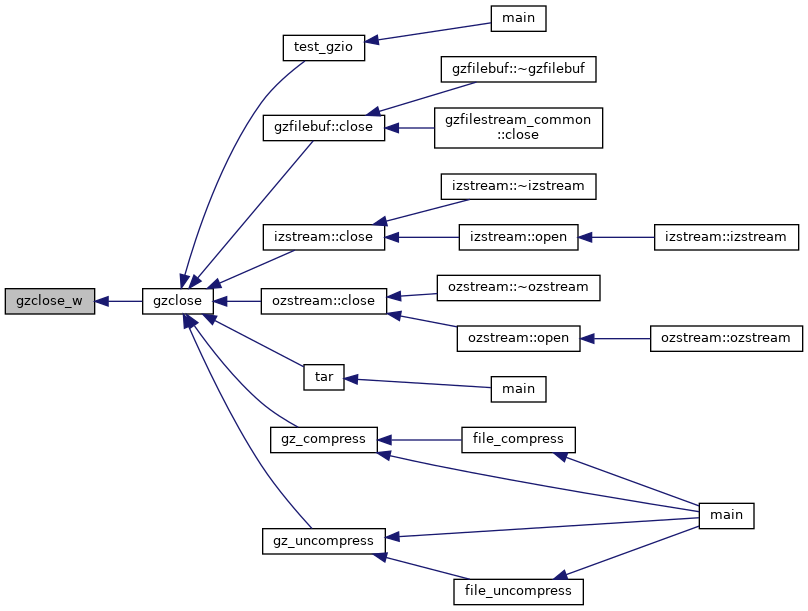 main
test_gzio
gzfilebuf::~gzfilebuf
gzfilebuf::close
gzfilestream_common
::close
izstream::~izstream
izstream::close
izstream::open
izstream::izstream
gzclose_w
gzclose
ozstream::close
ozstream::~ozstream
ozstream::open
ozstream::ozstream
tar
main
gz_compress
file_compress
main
gz_uncompress
file_uncompress